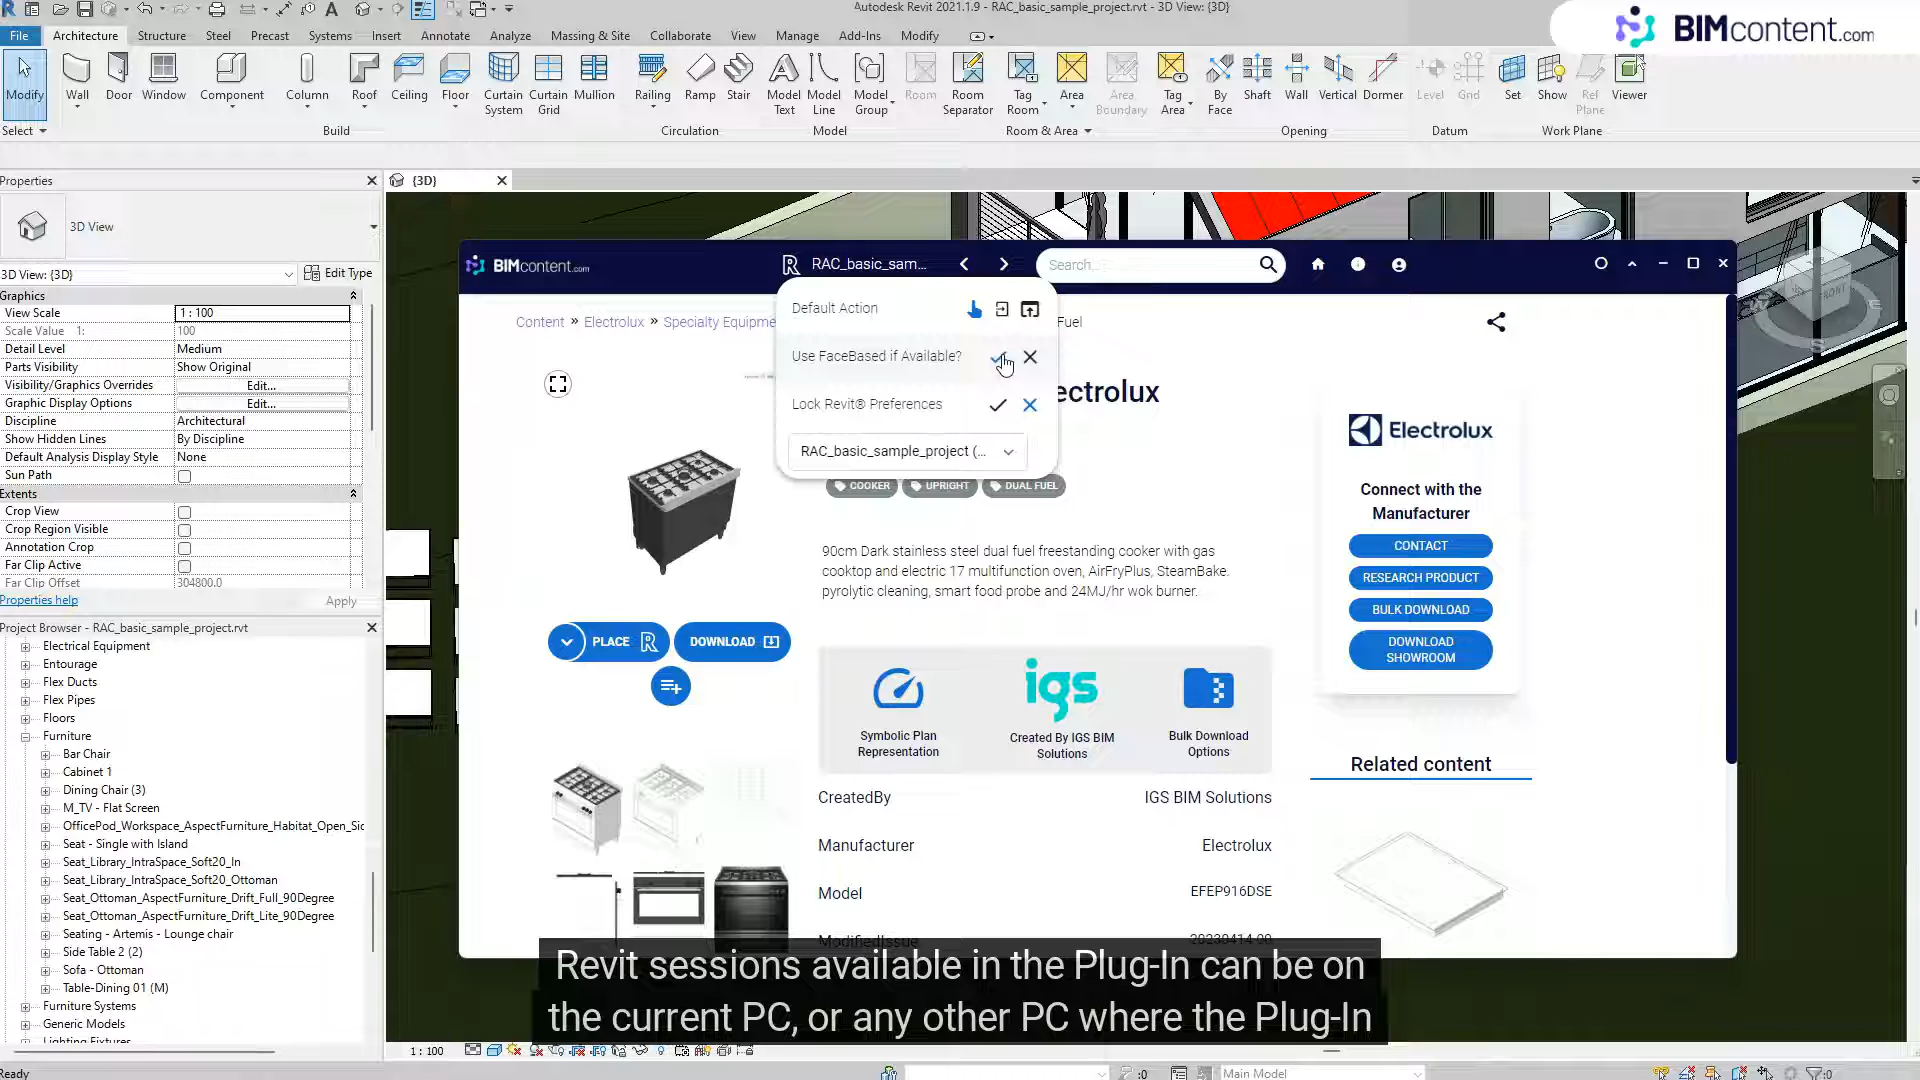 Autodesk Revit 2021.1.9 - RAC_basic_sample_project.rvt - 3D View: {3D}
BIMcontent.com
File Architecture Structure Steel Precast Systems Insert Annotate Analyze Massing & Site Collaborate View Manage Add-Ins Modify
Modify Wall Door Window Component Column Roof Ceiling Floor Curtain System Curtain Grid Mullion Railing Ramp Stair Model Text Model Line Model Group Room Room Separator Tag Room Area Area Boundary Tag Area By Face Shaft Wall Vertical Dormer Level Grid Set Show Ref Plane Viewer
Select Build Circulation Model Room & Area Opening Datum Work Plane
Properties
{3D}
3D View
3D View: {3D} Edit Type
Graphics
View Scale 1 : 100
Scale Value 1: 100
Detail Level Medium
Parts Visibility Show Original
Visibility/Graphics Overrides Edit...
Graphic Display Options Edit...
Discipline Architectural
Show Hidden Lines By Discipline
Default Analysis Display Style None
Sun Path
Extents
Crop View
Crop Region Visible
Annotation Crop
Far Clip Active
Far Clip Offset 304800.0
Properties help Apply
Project Browser - RAC_basic_sample_project.rvt
Electrical Equipment
Entourage
Flex Ducts
Flex Pipes
Floors
Furniture
Bar Chair
Cabinet 1
Dining Chair (3)
M_TV - Flat Screen
OfficePod_Workspace_AspectFurniture_Habitat_Open_Sic
Seat - Single with Island
Seat_Library_IntraSpace_Soft20_In
Seat_Library_IntraSpace_Soft20_Ottoman
Seat_Ottoman_AspectFurniture_Drift_Full_90Degree
Seat_Ottoman_AspectFurniture_Drift_Lite_90Degree
Seating - Artemis - Lounge chair
Side Table 2 (2)
Sofa - Ottoman
Table-Dining 01 (M)
Furniture Systems
Generic Models
Lighting Fixtures
BIMcontent.com RAC_basic_sam... Search...
Content » Electrolux » Specialty Equipme Fuel
Default Action
Use FaceBased if Available?
Lock Revit® Preferences
RAC_basic_sample_project (...
ectrolux
COOKER UPRIGHT DUAL FUEL
90cm Dark stainless steel dual fuel freestanding cooker with gas
cooktop and electric 17 multifunction oven, AirFryPlus, SteamBake.
pyrolytic cleaning, smart food probe and 24MJ/hr wok burner.
PLACE DOWNLOAD
igs
Symbolic Plan
Representation
Created By IGS BIM
Solutions
Bulk Download
Options
CreatedBy IGS BIM Solutions
Manufacturer Electrolux
Model EFEP916DSE
ModifiedIssue 20230414.00
Electrolux
Connect with the
Manufacturer
CONTACT
RESEARCH PRODUCT
BULK DOWNLOAD
DOWNLOAD
SHOWROOM
Related content
FRONT
Revit sessions available in the Plug-In can be on
the current PC, or any other PC where the Plug-In
1 : 100
Ready :0 Main Model :0